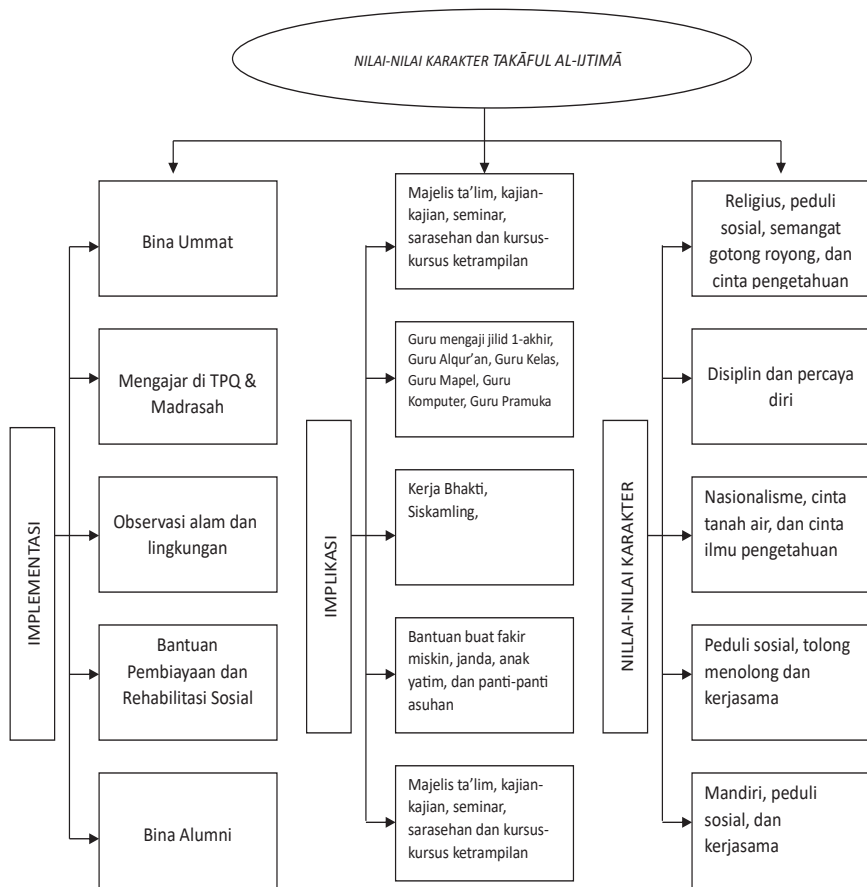 NILAI-NILAI KARAKTER TAKĀFUL AL-IJTIMĀ
IMPLEMENTASI
Bina Ummat
Mengajar di TPQ &
Madrasah
Observasi alam dan
lingkungan
Bantuan
Pembiayaan dan
Rehabilitasi Sosial
Bina Alumni
IMPLIKASI
Majelis ta’lim, kajian-
kajian, seminar,
sarasehan dan kursus-
kursus ketrampilan
Guru mengaji jilid 1-akhir,
Guru Alqur’an, Guru Kelas,
Guru Mapel, Guru
Komputer, Guru Pramuka
Kerja Bhakti,
Siskamling,
Bantuan buat fakir
miskin, janda, anak
yatim, dan panti-panti
asuhan
Majelis ta’lim, kajian-
kajian, seminar,
sarasehan dan kursus-
kursus ketrampilan
NILLAI-NILAI KARAKTER
Religius, peduli
sosial, semangat
gotong royong, dan
cinta pengetahuan
Disiplin dan percaya
diri
Nasionalisme, cinta
tanah air, dan cinta
ilmu pengetahuan
Peduli sosial, tolong
menolong dan
kerjasama
Mandiri, peduli
sosial, dan
kerjasama